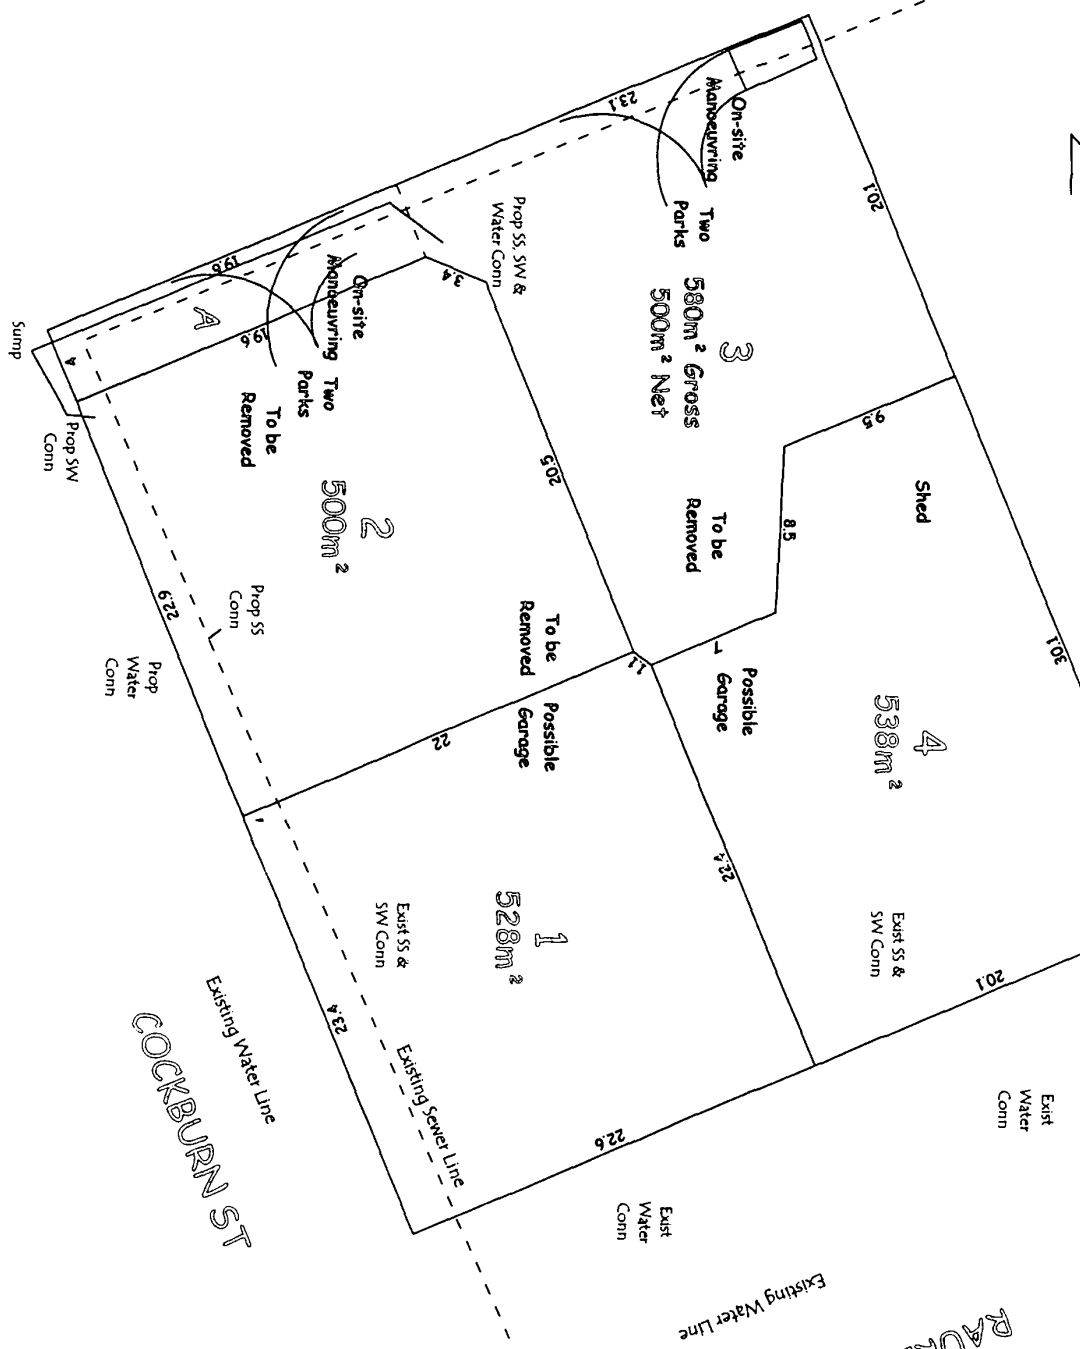 23.1
On-site
Manoeuvring
Two
Parks
20.1
Prop SS, SW &
Water Conn
3.4
3
580m² Gross
500m² Net
9.5
Shed
8.5
To be
Removed
19.6
A
19.6
On-site
Manoeuvring
Two
Parks
To be
Removed
Sump
4
Prop SW
Conn
2
500m²
20.5
22.9
Prop SS
Conn
Prop
Water
Conn
To be
Removed
1.1
Possible
Garage
30.1
4
538m²
22
Possible
Garage
22.4
1
528m²
Exist SS &
SW Conn
Exist SS &
SW Conn
20.1
23.4
Existing Water Line
Existing Sewer Line
COCKBURN ST
22.6
Exist
Water
Conn
Exist
Water
Conn
Existing Water Line